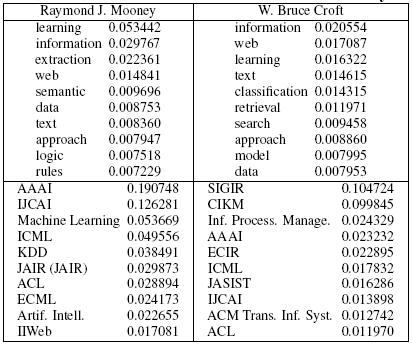 Raymond J. Mooney W. Bruce Croft
learning 0.053442 information 0.020554
information 0.029767 web 0.017087
extraction 0.022361 learning 0.016322
web 0.014841 text 0.014615
semantic 0.009696 classification 0.014315
data 0.008753 retrieval 0.011971
text 0.008360 search 0.009458
approach 0.007947 approach 0.008860
logic 0.007518 model 0.007995
rules 0.007229 data 0.007953
AAAI 0.190748 SIGIR 0.104724
IJCAI 0.126281 CIKM 0.099845
Machine Learning 0.053669 Inf. Process. Manage. 0.024329
ICML 0.049556 AAAI 0.023232
KDD 0.038491 ECIR 0.022895
JAIR (JAIR) 0.029873 ICML 0.017832
ACL 0.028894 JASIST 0.016286
ECML 0.024173 IJCAI 0.013898
Artif. Intell. 0.022655 ACM Trans. Inf. Syst. 0.012742
IIWeb 0.017081 ACL 0.011970